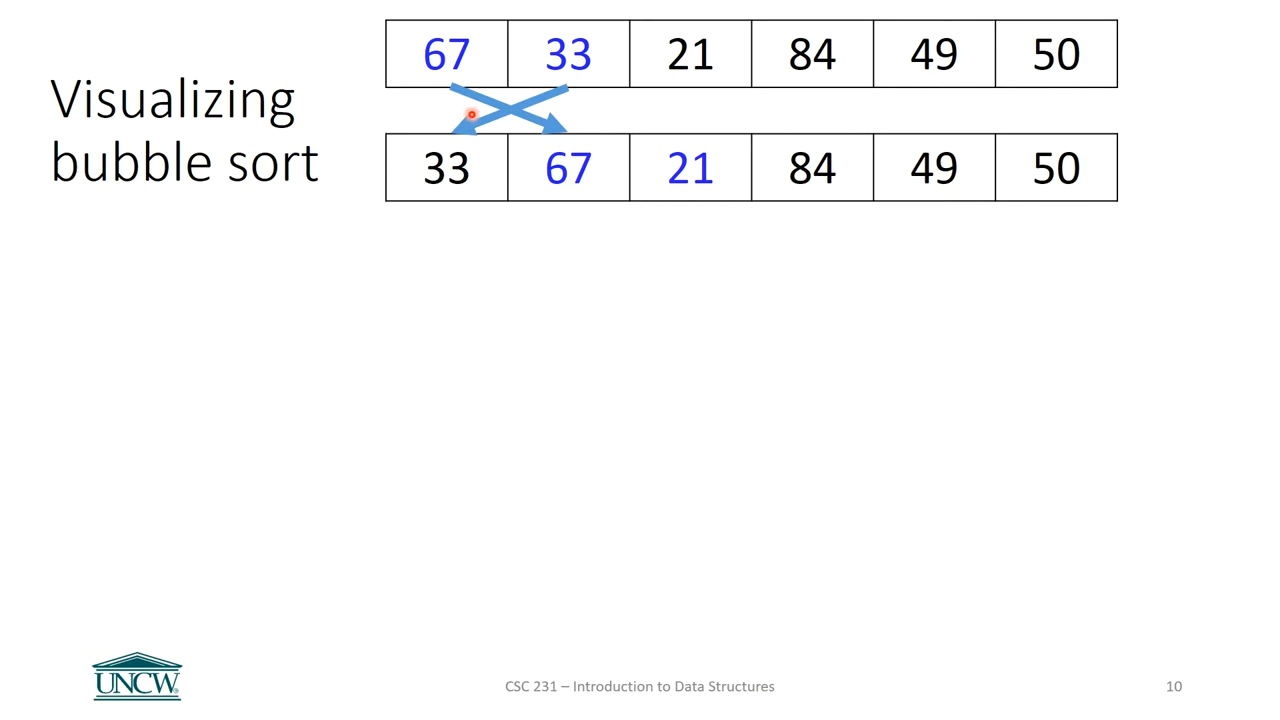 Visualizing
bubble sort
67 33 21 84 49 50
33 67 21 84 49 50
UNCW
CSC 231 – Introduction to Data Structures
10